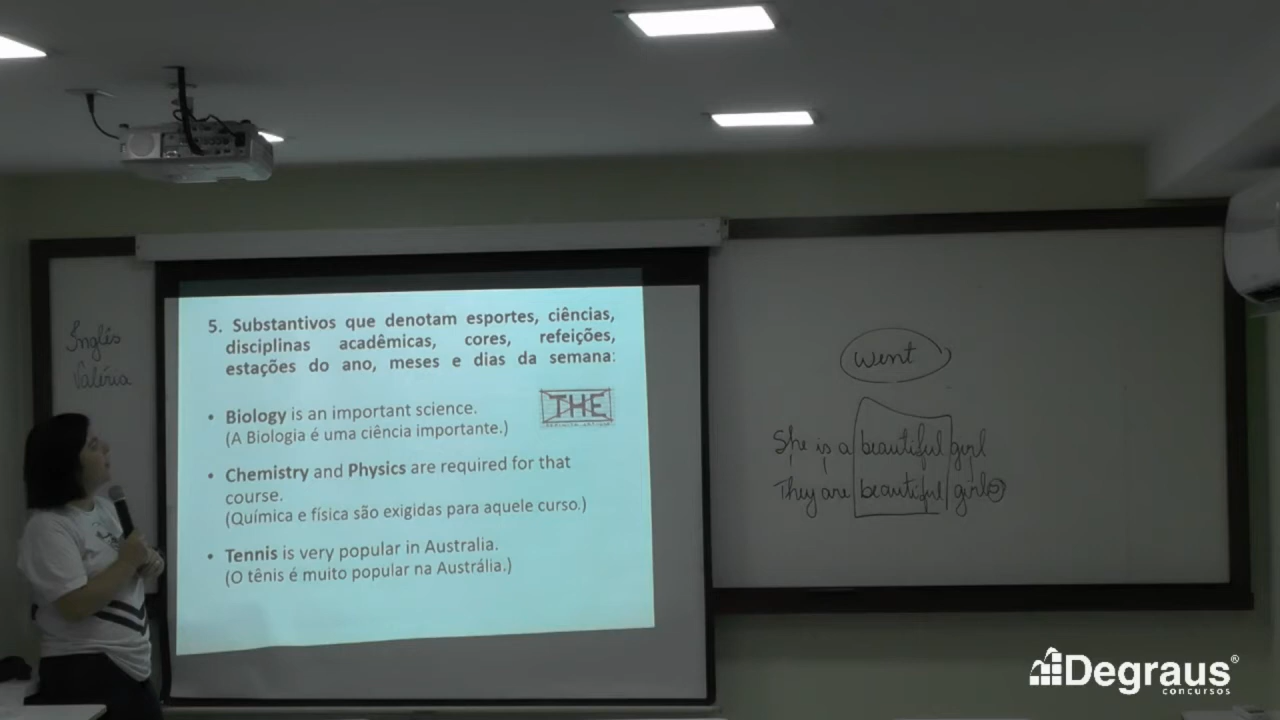 Inglês
Valéria
5. Substantivos que denotam esportes, ciências,
disciplinas acadêmicas, cores, refeições,
estações do ano, meses e dias da semana:
THE
• Biology is an important science.
(A Biologia é uma ciência importante.)
• Chemistry and Physics are required for that
course.
(Química e física são exigidas para aquele curso.)
• Tennis is very popular in Australia.
(O tênis é muito popular na Austrália.)
went
She is a beautiful girl
They are beautiful girls
Degraus®
concursos